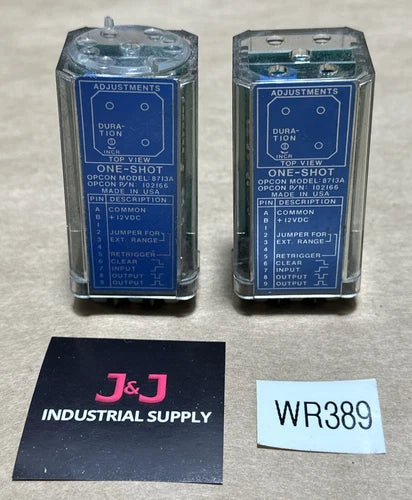 ADJUSTMENTS
DURA-
TION
INCR.
TOP VIEW
ONE-SHOT
OPCON MODEL: 8713A
OPCON P/N: 102166
MADE IN USA
PIN DESCRIPTION
A COMMON
B +12VDC
1
2 JUMPER FOR
3 EXT. RANGE
4
5 RETRIGGER
6 CLEAR
7 INPUT
8 OUTPUT
9 OUTPUT
ADJUSTMENTS
DURA-
TION
INCR.
TOP VIEW
ONE-SHOT
OPCON MODEL: 8713A
OPCON P/N: 102166
MADE IN USA
PIN DESCRIPTION
A COMMON
B +12VDC
1
2 JUMPER FOR
3 EXT. RANGE
4
5 RETRIGGER
6 CLEAR
7 INPUT
8 OUTPUT
9 OUTPUT
J&J
INDUSTRIAL SUPPLY
WR389